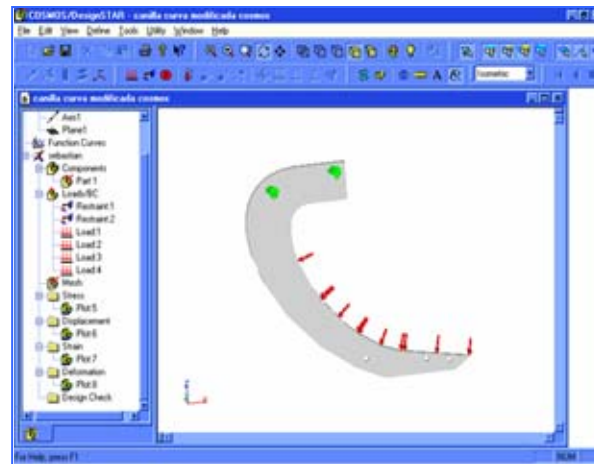 COSMOS/DesignSTAR - canilla curva modificada cosmos
File Edit View Define Tools Utility Window Help
Isometric
canilla curva modificada cosmos
Axis1
Plane1
Function Curves
sebastian
Components
Part 1
Loads/BC
Restraint 1
Restraint 2
Load 1
Load 2
Load 3
Load 4
Mesh
Stress
Plot 5
Displacement
Plot 6
Strain
Plot 7
Deformation
Plot 8
Design Check
For Help, press F1
NUM